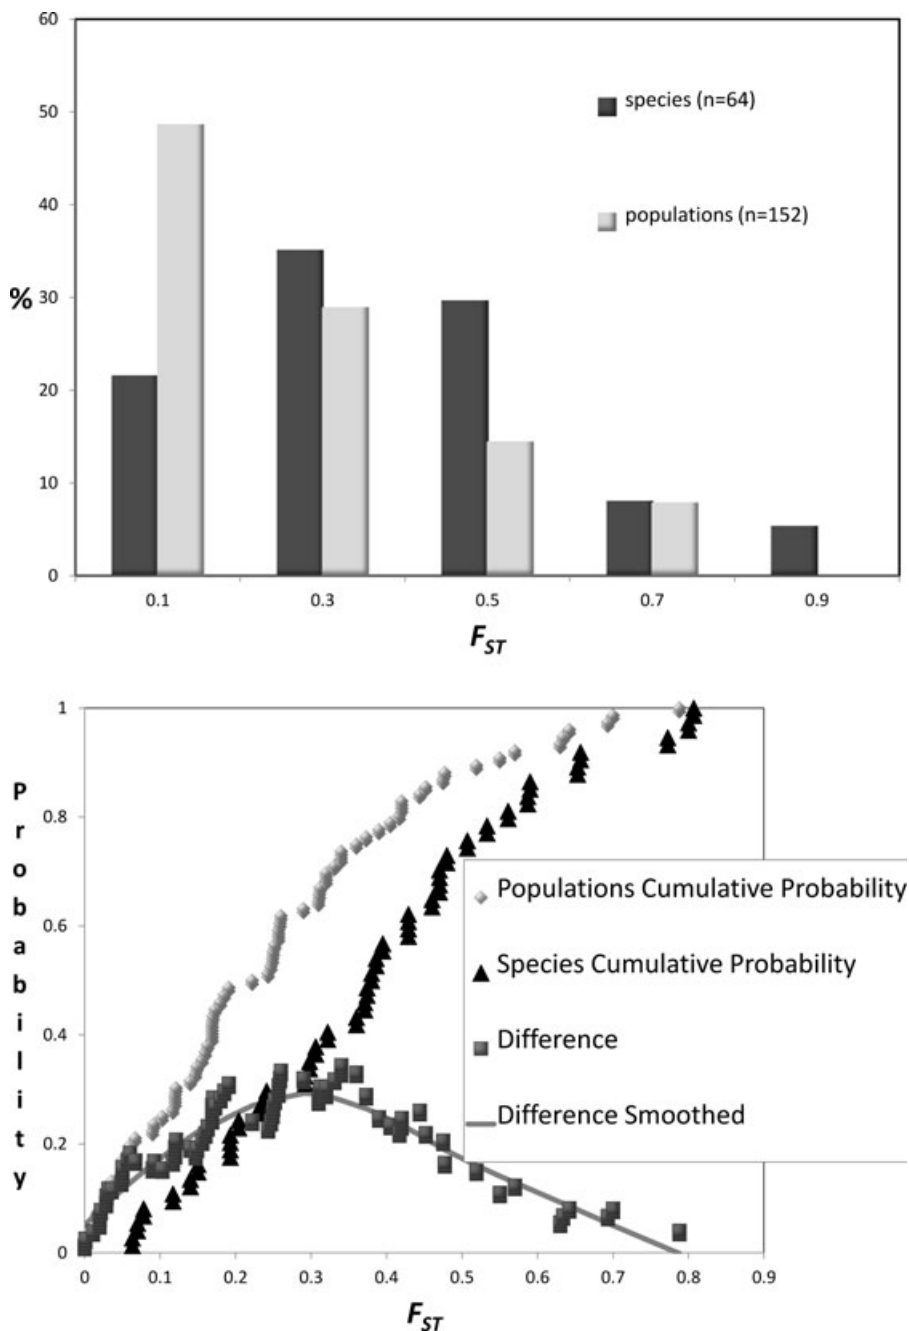 60
50
40
30
20
10
0
%
species (n=64)
populations (n=152)
0.1 0.3 0.5 0.7 0.9
F_ST
1
0.8
0.6
0.4
0.2
0
Probability
Populations Cumulative Probability
Species Cumulative Probability
Difference
Difference Smoothed
0 0.1 0.2 0.3 0.4 0.5 0.6 0.7 0.8 0.9
F_ST